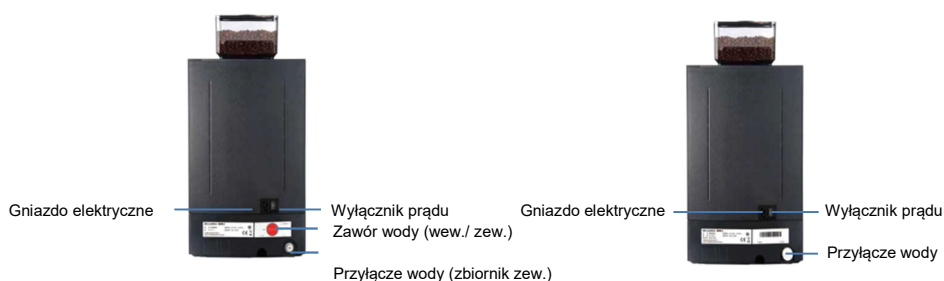 Gniazdo elektryczne
Wyłącznik prądu
Zawór wody (wew./ zew.)
Przyłącze wody (zbiornik zew.)
Gniazdo elektryczne
Wyłącznik prądu
Przyłącze wody